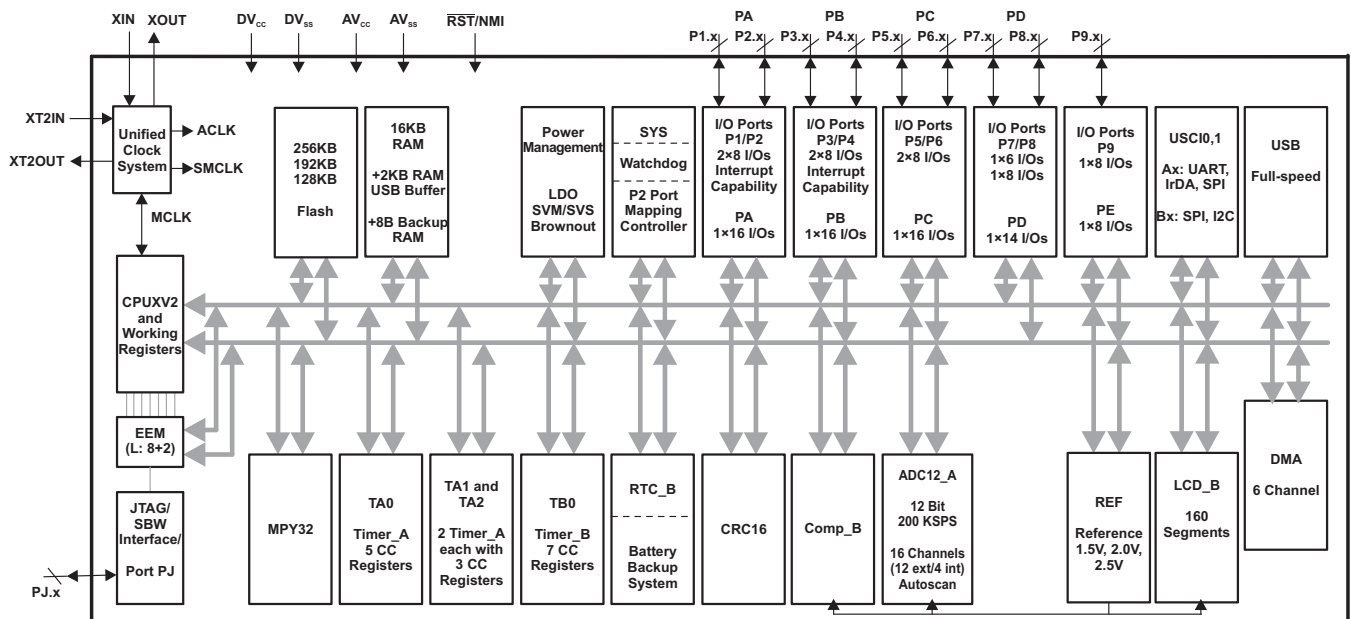 XIN XOUT DVCC DVSS AVCC AVSS RST/NMI PA PB PC PD
P1.x P2.x P3.x P4.x P5.x P6.x P7.x P8.x P9.x
XT2IN
XT2OUT
Unified
Clock
System
ACLK
SMCLK
MCLK
256KB
192KB
128KB
Flash
16KB
RAM
+2KB RAM
USB Buffer
+8B Backup
RAM
Power
Management
LDO
SVM/SVS
Brownout
SYS
Watchdog
P2 Port
Mapping
Controller
I/O Ports
P1/P2
2×8 I/Os
Interrupt
Capability
PA
1×16 I/Os
I/O Ports
P3/P4
2×8 I/Os
Interrupt
Capability
PB
1×16 I/Os
I/O Ports
P5/P6
2×8 I/Os
PC
1×16 I/Os
I/O Ports
P7/P8
1×6 I/Os
1×8 I/Os
PD
1×14 I/Os
I/O Ports
P9
1×8 I/Os
PE
1×8 I/Os
USCI0,1
Ax: UART,
IrDA, SPI
Bx: SPI, I2C
USB
Full-speed
CPUXV2
and
Working
Registers
EEM
(L: 8+2)
JTAG/
SBW
Interface/
Port PJ
PJ.x
MPY32
TA0
Timer_A
5 CC
Registers
TA1 and
TA2
2 Timer_A
each with
3 CC
Registers
TB0
Timer_B
7 CC
Registers
RTC_B
Battery
Backup
System
CRC16
Comp_B
ADC12_A
12 Bit
200 KSPS
16 Channels
(12 ext/4 int)
Autoscan
REF
Reference
1.5V, 2.0V,
2.5V
LCD_B
160
Segments
DMA
6 Channel